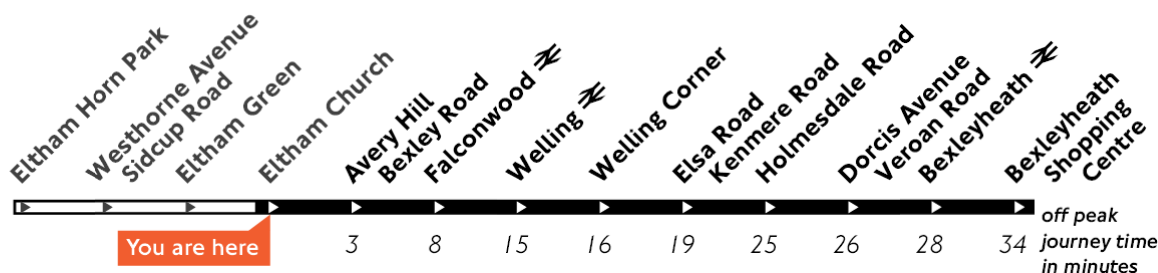 Eltham Horn Park
Westhorne Avenue
Sidcup Road
Eltham Green
Eltham Church
Avery Hill
Bexley Road
Falconwood
Welling
Welling Corner
Elsa Road
Kenmere Road
Holmesdale Road
Dorcis Avenue
Veroan Road
Bexleyheath
Bexleyheath
Shopping
Centre
You are here
3 8 15 16 19 25 26 28 34
off peak
journey time
in minutes